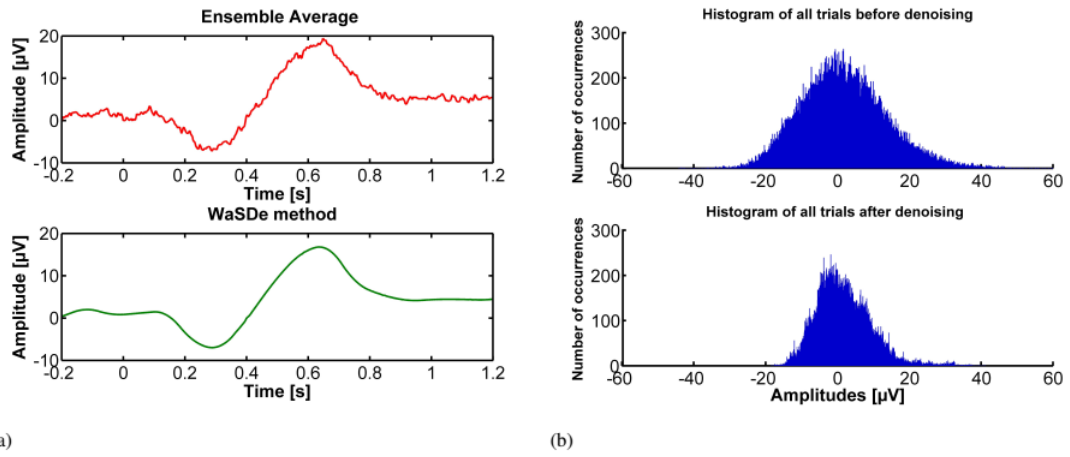 Ensemble Average
Amplitude [µV]
20
10
0
-10
-0.2 0 0.2 0.4 0.6 0.8 1 1.2
Time [s]
WaSDe method
Amplitude [µV]
20
10
0
-10
-0.2 0 0.2 0.4 0.6 0.8 1 1.2
Time [s]
a)
Histogram of all trials before denoising
Number of occurrences
300
200
100
0
-60 -40 -20 0 20 40 60
Histogram of all trials after denoising
Number of occurrences
300
200
100
0
-60 -40 -20 0 20 40 60
Amplitudes [µV]
(b)